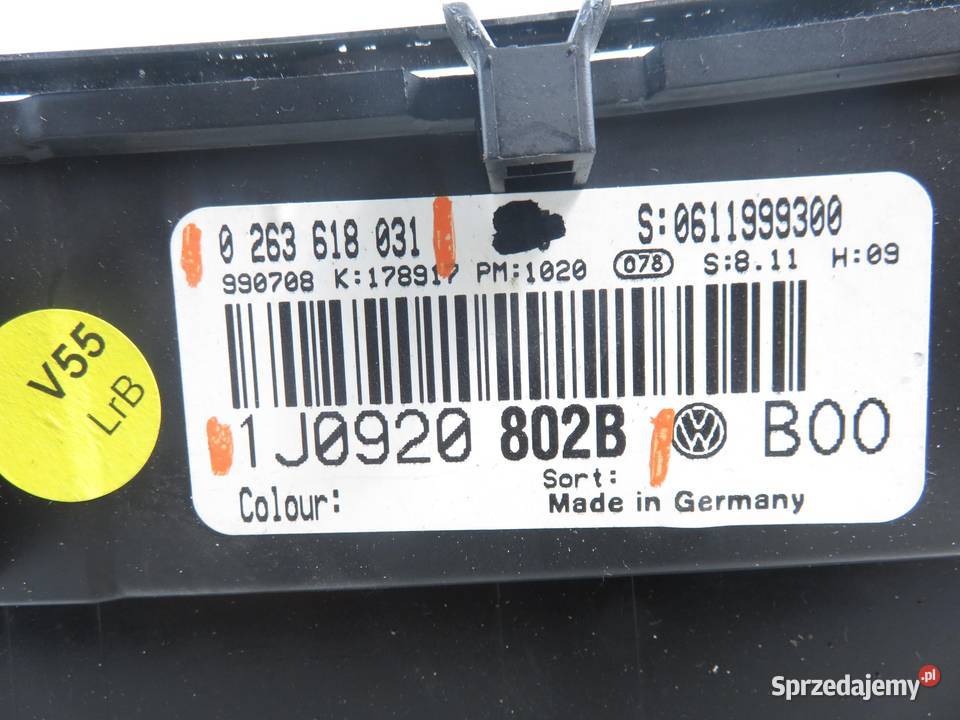 0 263 618 031 S:0611999300
990708 K:178917 PM:1020 078 S:8.11 H:09
V55
LrB
1J0920 802B VW B00
Sort:
Colour: Made in Germany
Sprzedajemy.pl